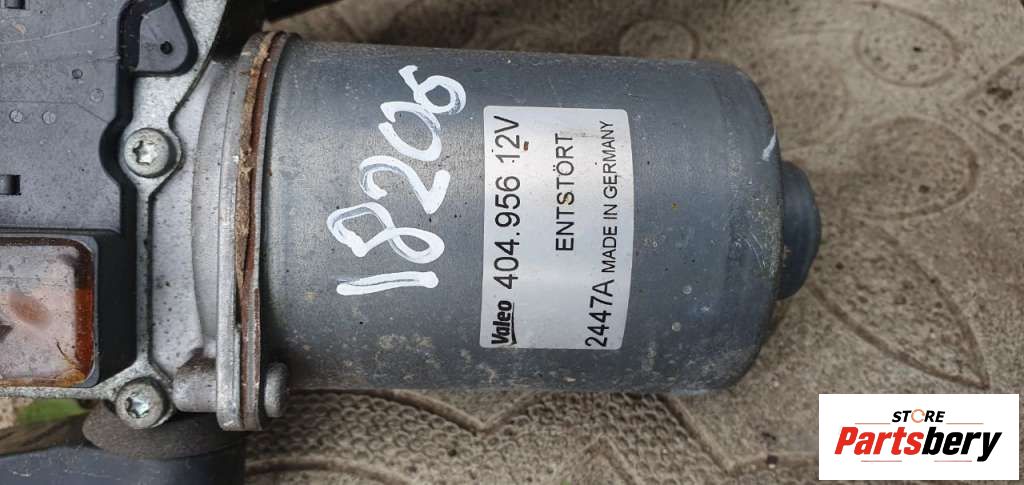 18206
Valeo 404.956 12V
ENTSTÖRT
2447A MADE IN GERMANY
STORE
Partsbery